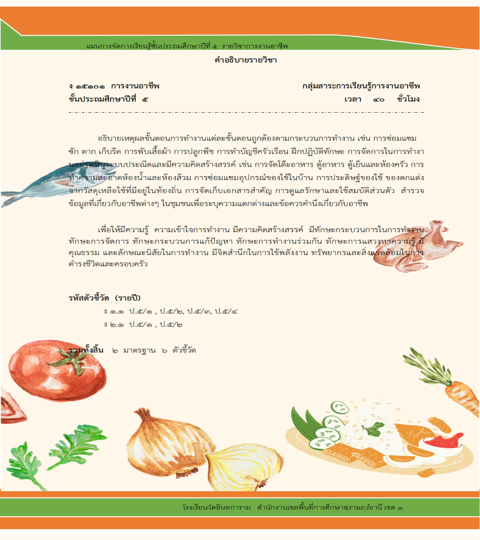 แผนการจัดการเรียนรู้ชั้นประถมศึกษาปีที่ ๕ รายวิชาการงานอาชีพ
คำอธิบายรายวิชา
ง ๑๕๑๐๑ การงานอาชีพ กลุ่มสาระการเรียนรู้การงานอาชีพ
ชั้นประถมศึกษาปีที่ ๕ เวลา ๔๐ ชั่วโมง
อธิบายเหตุผลขั้นตอนการทำงานแต่ละขั้นตอนถูกต้องตามกระบวนการทำงาน เช่น การซ่อมแซม
ซัก ตาก เก็บรีด การพับเสื้อผ้า การปลูกพืช การทำบัญชีครัวเรือน ฝึกปฏิบัติทักษะ การจัดการในการทำงา
นอย่างเป็นระบบประณีตและมีความคิดสร้างสรรค์ เช่น การจัดโต๊ะอาหาร ตู้อาหาร ตู้เย็นและห้องครัว การ
ทำความสะอาดห้องน้ำและห้องส้วม การซ่อมแซมอุปกรณ์ของใช้ในบ้าน การประดิษฐ์ของใช้ ของตกแต่ง
จากวัสดุเหลือใช้ที่มีอยู่ในท้องถิ่น การจัดเก็บเอกสารสำคัญ การดูแลรักษาและใช้สมบัติส่วนตัว สำรวจ
ข้อมูลที่เกี่ยวกับอาชีพต่างๆ ในชุมชนเพื่อระบุความแตกต่างและข้อควรคำนึงเกี่ยวกับอาชีพ
เพื่อให้มีความรู้ ความเข้าใจการทำงาน มีความคิดสร้างสรรค์ มีทักษะกระบวนการในการทำงาน
ทักษะการจัดการ ทักษะกระบวนการแก้ปัญหา ทักษะการทำงานร่วมกัน ทักษะการแสวงหาความรู้ มี
คุณธรรม และลักษณะนิสัยในการทำงาน มีจิตสำนึกในการใช้พลังงาน ทรัพยากรและสิ่งแวดล้อมในการ
ดำรงชีวิตและครอบครัว
รหัสตัวชี้วัด (รายปี)
ง ๑.๑ ป.๕/๑ , ป.๕/๒, ป.๕/๓, ป.๕/๔
ง ๒.๑ ป.๕/๑ , ป.๕/๒
รวมทั้งสิ้น ๒ มาตรฐาน ๖ ตัวชี้วัด
โรงเรียนวัดจินทการาม สำนักงานเขตพื้นที่การศึกษาสุราษฎร์ธานี เขต ๓